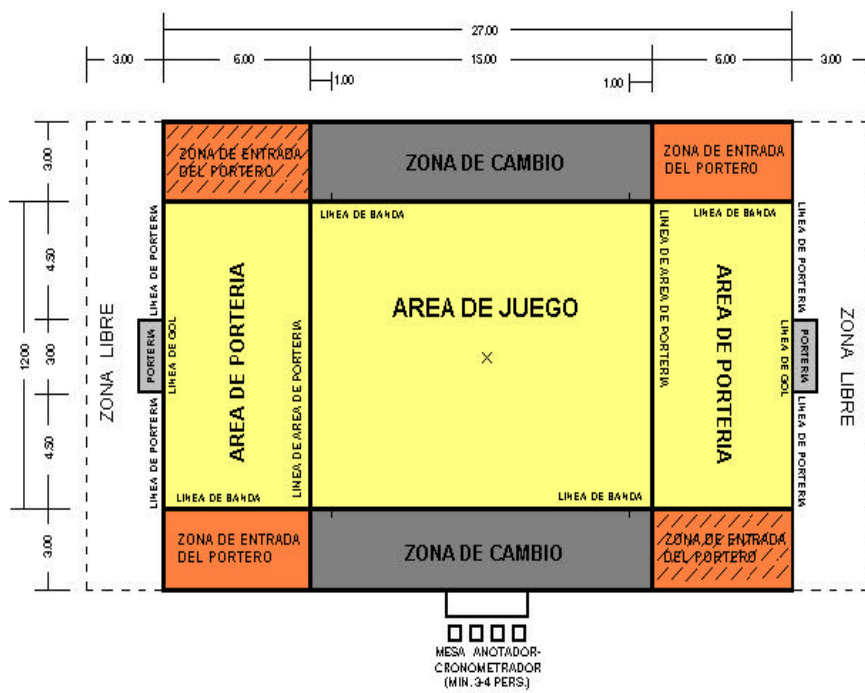 27.00
3.00
6.00
15.00
6.00
3.00
1.00
1.00
3.00
ZONA DE ENTRADA
DEL PORTERO
ZONA DE CAMBIO
ZONA DE ENTRADA
DEL PORTERO
LINEA DE BANDA
LINEA DE BANDA
4.50
LINEA DE PORTERIA
LINEA DE AREA DE PORTERIA
LINEA DE PORTERIA
AREA DE JUEGO
1200
3.00
ZONA LIBRE
PORTERIA
LINEA DE GOL
AREA DE PORTERIA
AREA DE PORTERIA
LINEA DE GOL
PORTERIA
ZONA LIBRE
4.50
LINEA DE PORTERIA
LINEA DE AREA DE PORTERIA
LINEA DE PORTERIA
LINEA DE BANDA
LINEA DE BANDA
3.00
ZONA DE ENTRADA
DEL PORTERO
ZONA DE CAMBIO
ZONA DE ENTRADA
DEL PORTERO
MESA ANOTADOR-
CRONOMETRADOR
(MIN. 3-4 PERS.)